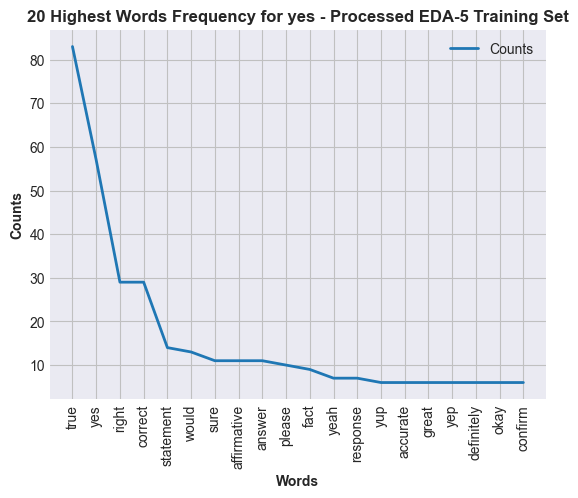 20 Highest Words Frequency for yes - Processed EDA-5 Training Set
Counts
80
70
60
50
40
30
20
10
Counts
true
yes
right
correct
statement
would
sure
affirmative
answer
please
fact
yeah
response
yup
accurate
great
yep
definitely
okay
confirm
Words